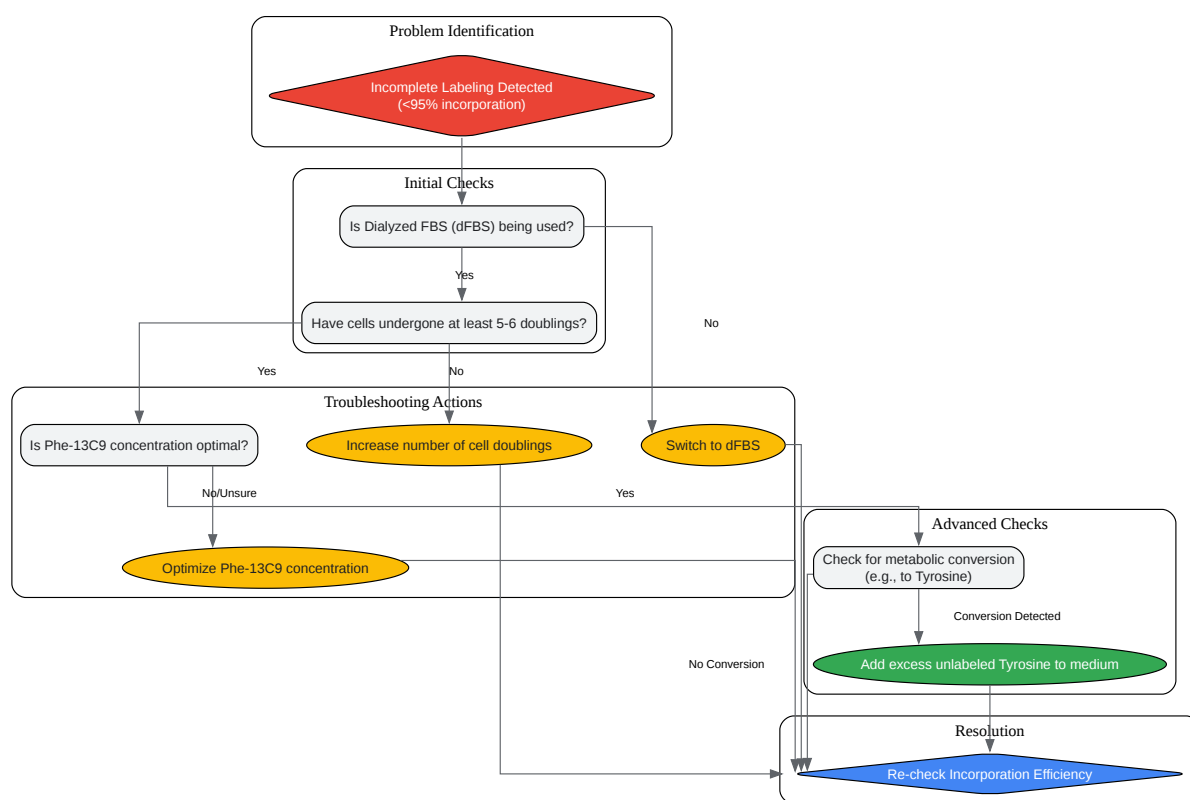 Problem Identification
Incomplete Labeling Detected
(<95% incorporation)
Initial Checks
Is Dialyzed FBS (dFBS) being used?
Yes
Have cells undergone at least 5-6 doublings?
No
Yes
No
Troubleshooting Actions
Is Phe-13C9 concentration optimal?
Increase number of cell doublings
Switch to dFBS
No/Unsure
Yes
Advanced Checks
Optimize Phe-13C9 concentration
Check for metabolic conversion
(e.g., to Tyrosine)
Conversion Detected
No Conversion
Add excess unlabeled Tyrosine to medium
Resolution
Re-check Incorporation Efficiency